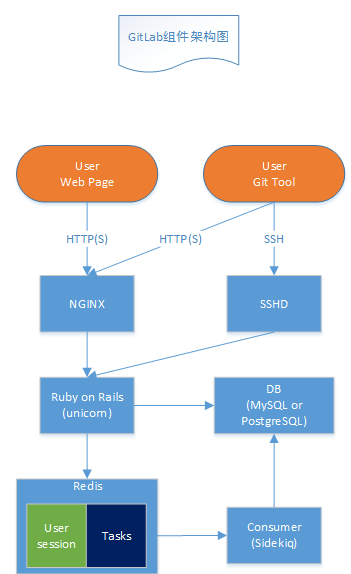 GitLab组件架构图
User
Web Page
User
Git Tool
HTTP(S)
HTTP(S)
SSH
NGINX
SSHD
Ruby on Rails
(unicorn)
DB
(MySQL or
PostgreSQL)
Redis
User
session
Tasks
Consumer
(Sidekiq)